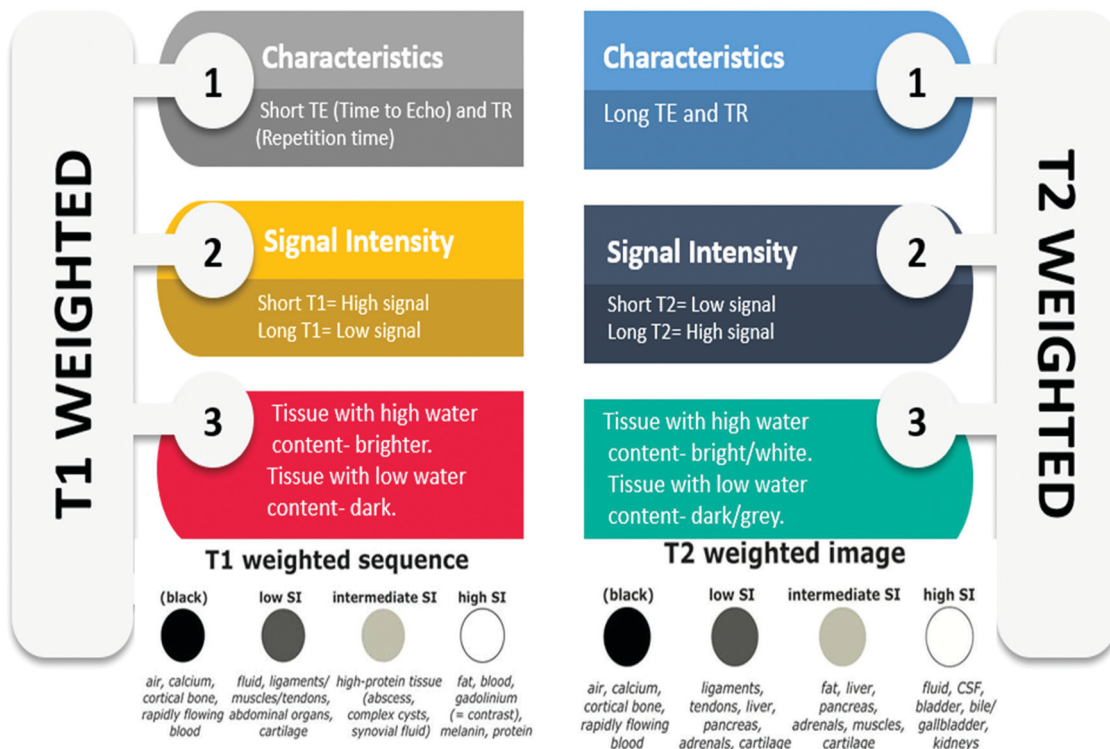 T1 WEIGHTED
1
Characteristics
Short TE (Time to Echo) and TR
(Repetition time)
2
Signal Intensity
Short T1= High signal
Long T1= Low signal
3
Tissue with high water
content- brighter.
Tissue with low water
content- dark.
T1 weighted sequence
(black)
low SI
intermediate SI
high SI
air, calcium,
cortical bone,
rapidly flowing
blood
fluid, ligaments/
muscles/tendons,
abdominal organs,
cartilage
high-protein tissue
(abscess,
complex cysts,
synovial fluid)
fat, blood,
gadolinium
(= contrast),
melanin, protein
T2 WEIGHTED
1
Characteristics
Long TE and TR
2
Signal Intensity
Short T2= Low signal
Long T2= High signal
3
Tissue with high water
content- bright/white.
Tissue with low water
content- dark/grey.
T2 weighted image
(black)
low SI
intermediate SI
high SI
air, calcium,
cortical bone,
rapidly flowing
blood
ligaments,
tendons, liver,
pancreas,
adrenals, cartilage
fat, liver,
pancreas,
adrenals, muscles,
cartilage
fluid, CSF,
bladder, bile/
gallbladder,
kidneys